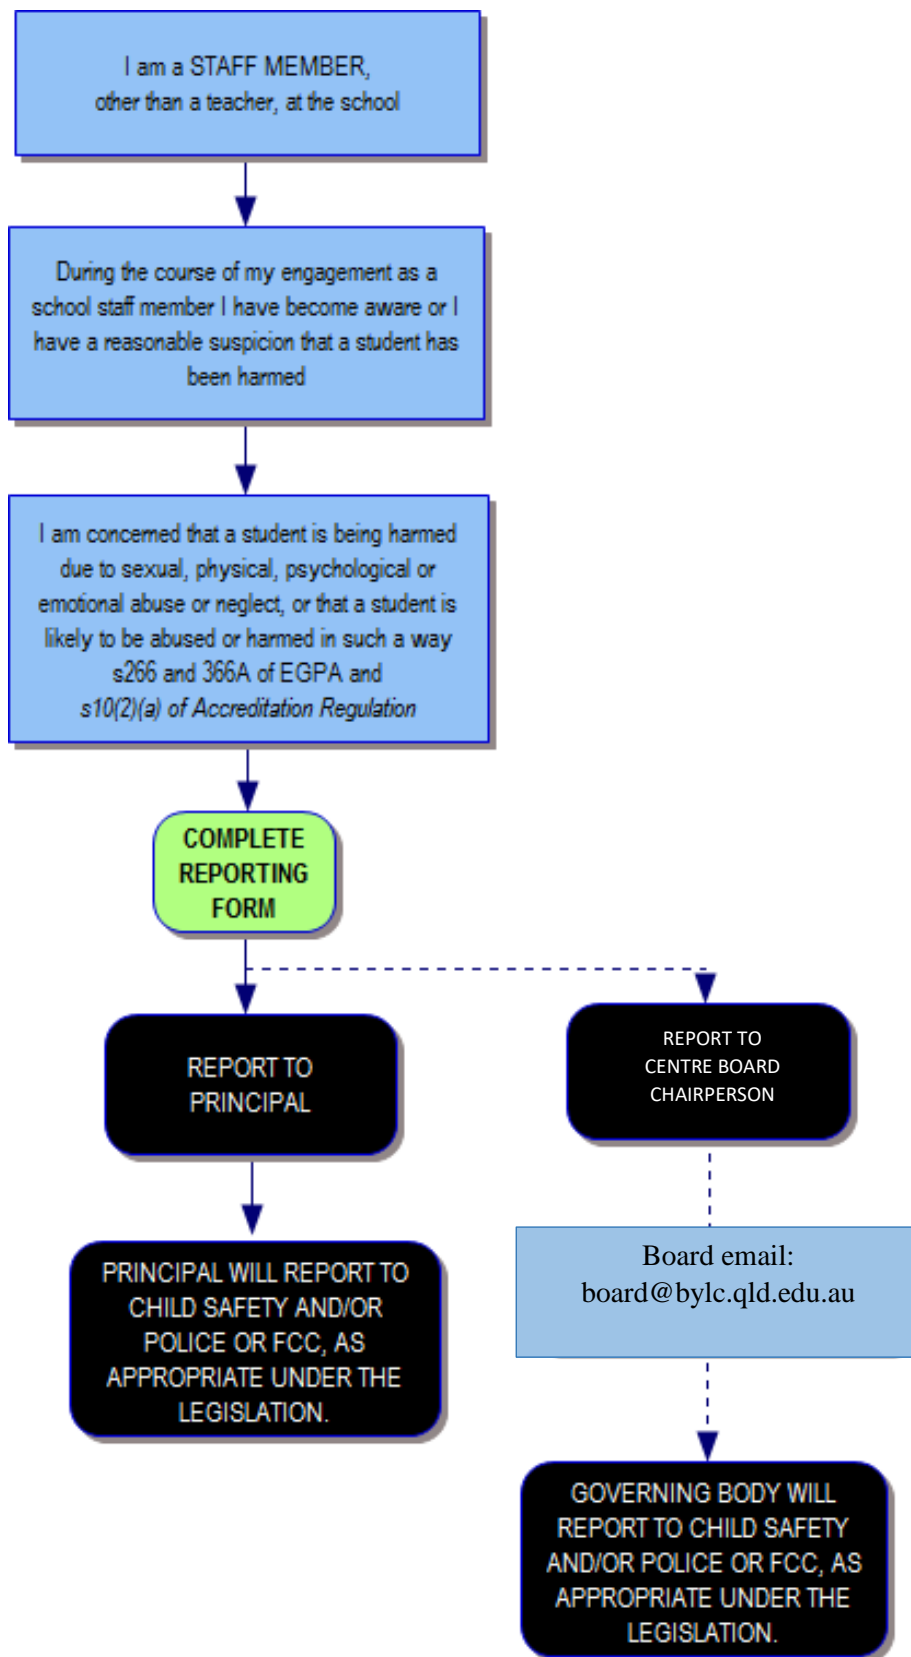 I am a STAFF MEMBER,
other than a teacher, at the school
During the course of my engagement as a
school staff member I have become aware or I
have a reasonable suspicion that a student has
been harmed
I am concerned that a student is being harmed
due to sexual, physical, psychological or
emotional abuse or neglect, or that a student is
likely to be abused or harmed in such a way
s266 and 366A of EGPA and
s10(2)(a) of Accreditation Regulation
COMPLETE
REPORTING
FORM
REPORT TO
PRINCIPAL
REPORT TO
CENTRE BOARD
CHAIRPERSON
PRINCIPAL WILL REPORT TO
CHILD SAFETY AND/OR
POLICE OR FCC, AS
APPROPRIATE UNDER THE
LEGISLATION.
Board email:
board@bylc.qld.edu.au
GOVERNING BODY WILL
REPORT TO CHILD SAFETY
AND/OR POLICE OR FCC, AS
APPROPRIATE UNDER THE
LEGISLATION.